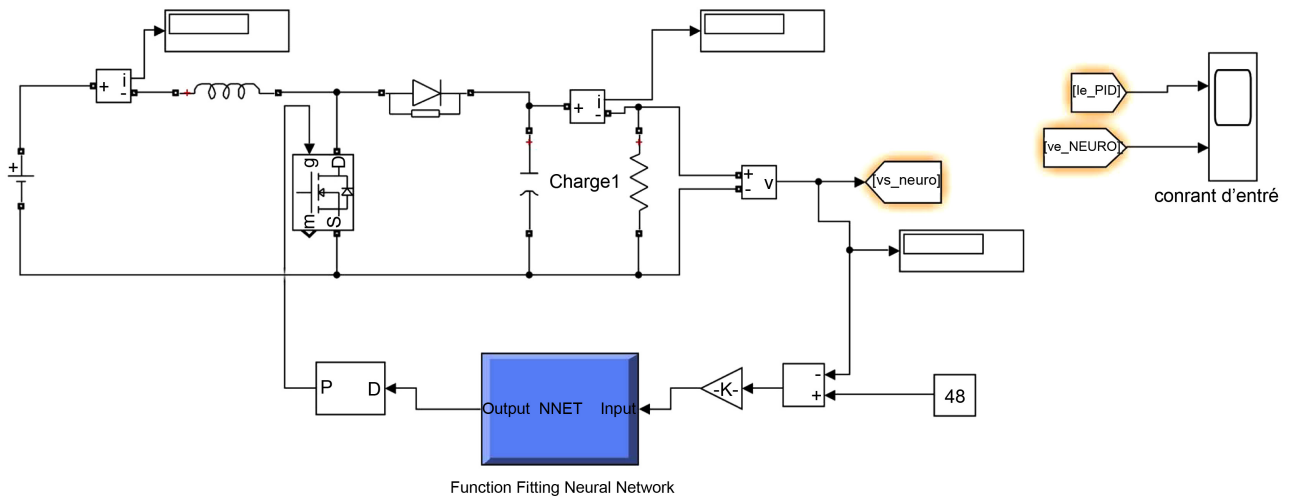 + i -
+ i -
[Ie_PID]
[ve_NEURO]
conrant d'entré
+
g D
m S
Charge1
+ v -
[vs_neuro]
P D
Output NNET Input
-K-
-
+
48
Function Fitting Neural Network